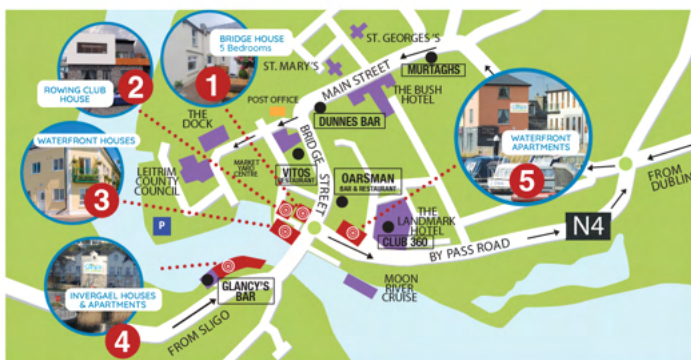 BRIDGE HOUSE
5 Bedrooms
1
ROWING CLUB
HOUSE
2
WATERFRONT HOUSES
3
INVERGAEL HOUSES
& APARTMENTS
4
WATERFRONT
APARTMENTS
5
ST. GEORGES'S
ST. MARY'S
MURTAGHS
MAIN STREET
THE BUSH
HOTEL
POST OFFICE
DUNNES BAR
THE
DOCK
BRIDGE STREET
MARKET
YARD CENTRE
VITOS
RESTAURANT
OARSMAN
BAR & RESTAURANT
LEITRIM
COUNTY
COUNCIL
P
THE
LANDMARK
HOTEL
CLUB 360
FROM
DUBLIN
N4
BY PASS ROAD
MOON
RIVER
CRUISE
GLANCY'S
BAR
FROM SLIGO